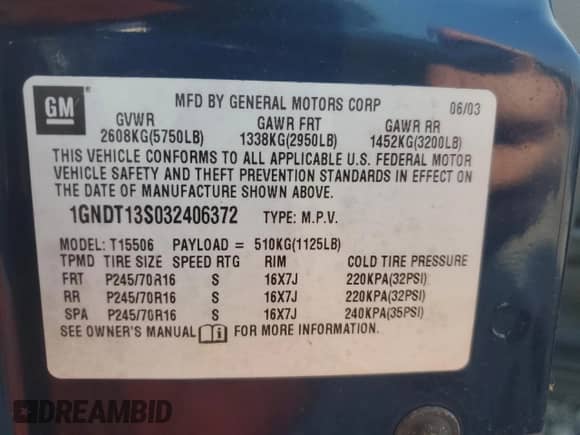 GM
MFD BY GENERAL MOTORS CORP 06/03
GVWR GAWR FRT GAWR RR
2608KG(5750LB) 1338KG(2950LB) 1452KG(3200LB)
THIS VEHICLE CONFORMS TO ALL APPLICABLE U.S. FEDERAL MOTOR
VEHICLE SAFETY AND THEFT PREVENTION STANDARDS IN EFFECT ON
THE DATE OF MANUFACTURE SHOWN ABOVE.
1GNDT13S032406372 TYPE: M.P.V.
MODEL: T15506 PAYLOAD = 510KG(1125LB)
TPMD TIRE SIZE SPEED RTG RIM COLD TIRE PRESSURE
FRT P245/70R16 S 16X7J 220KPA(32PSI)
RR P245/70R16 S 16X7J 220KPA(32PSI)
SPA P245/70R16 S 16X7J 240KPA(35PSI)
SEE OWNER'S MANUAL FOR MORE INFORMATION.
DREAMBID